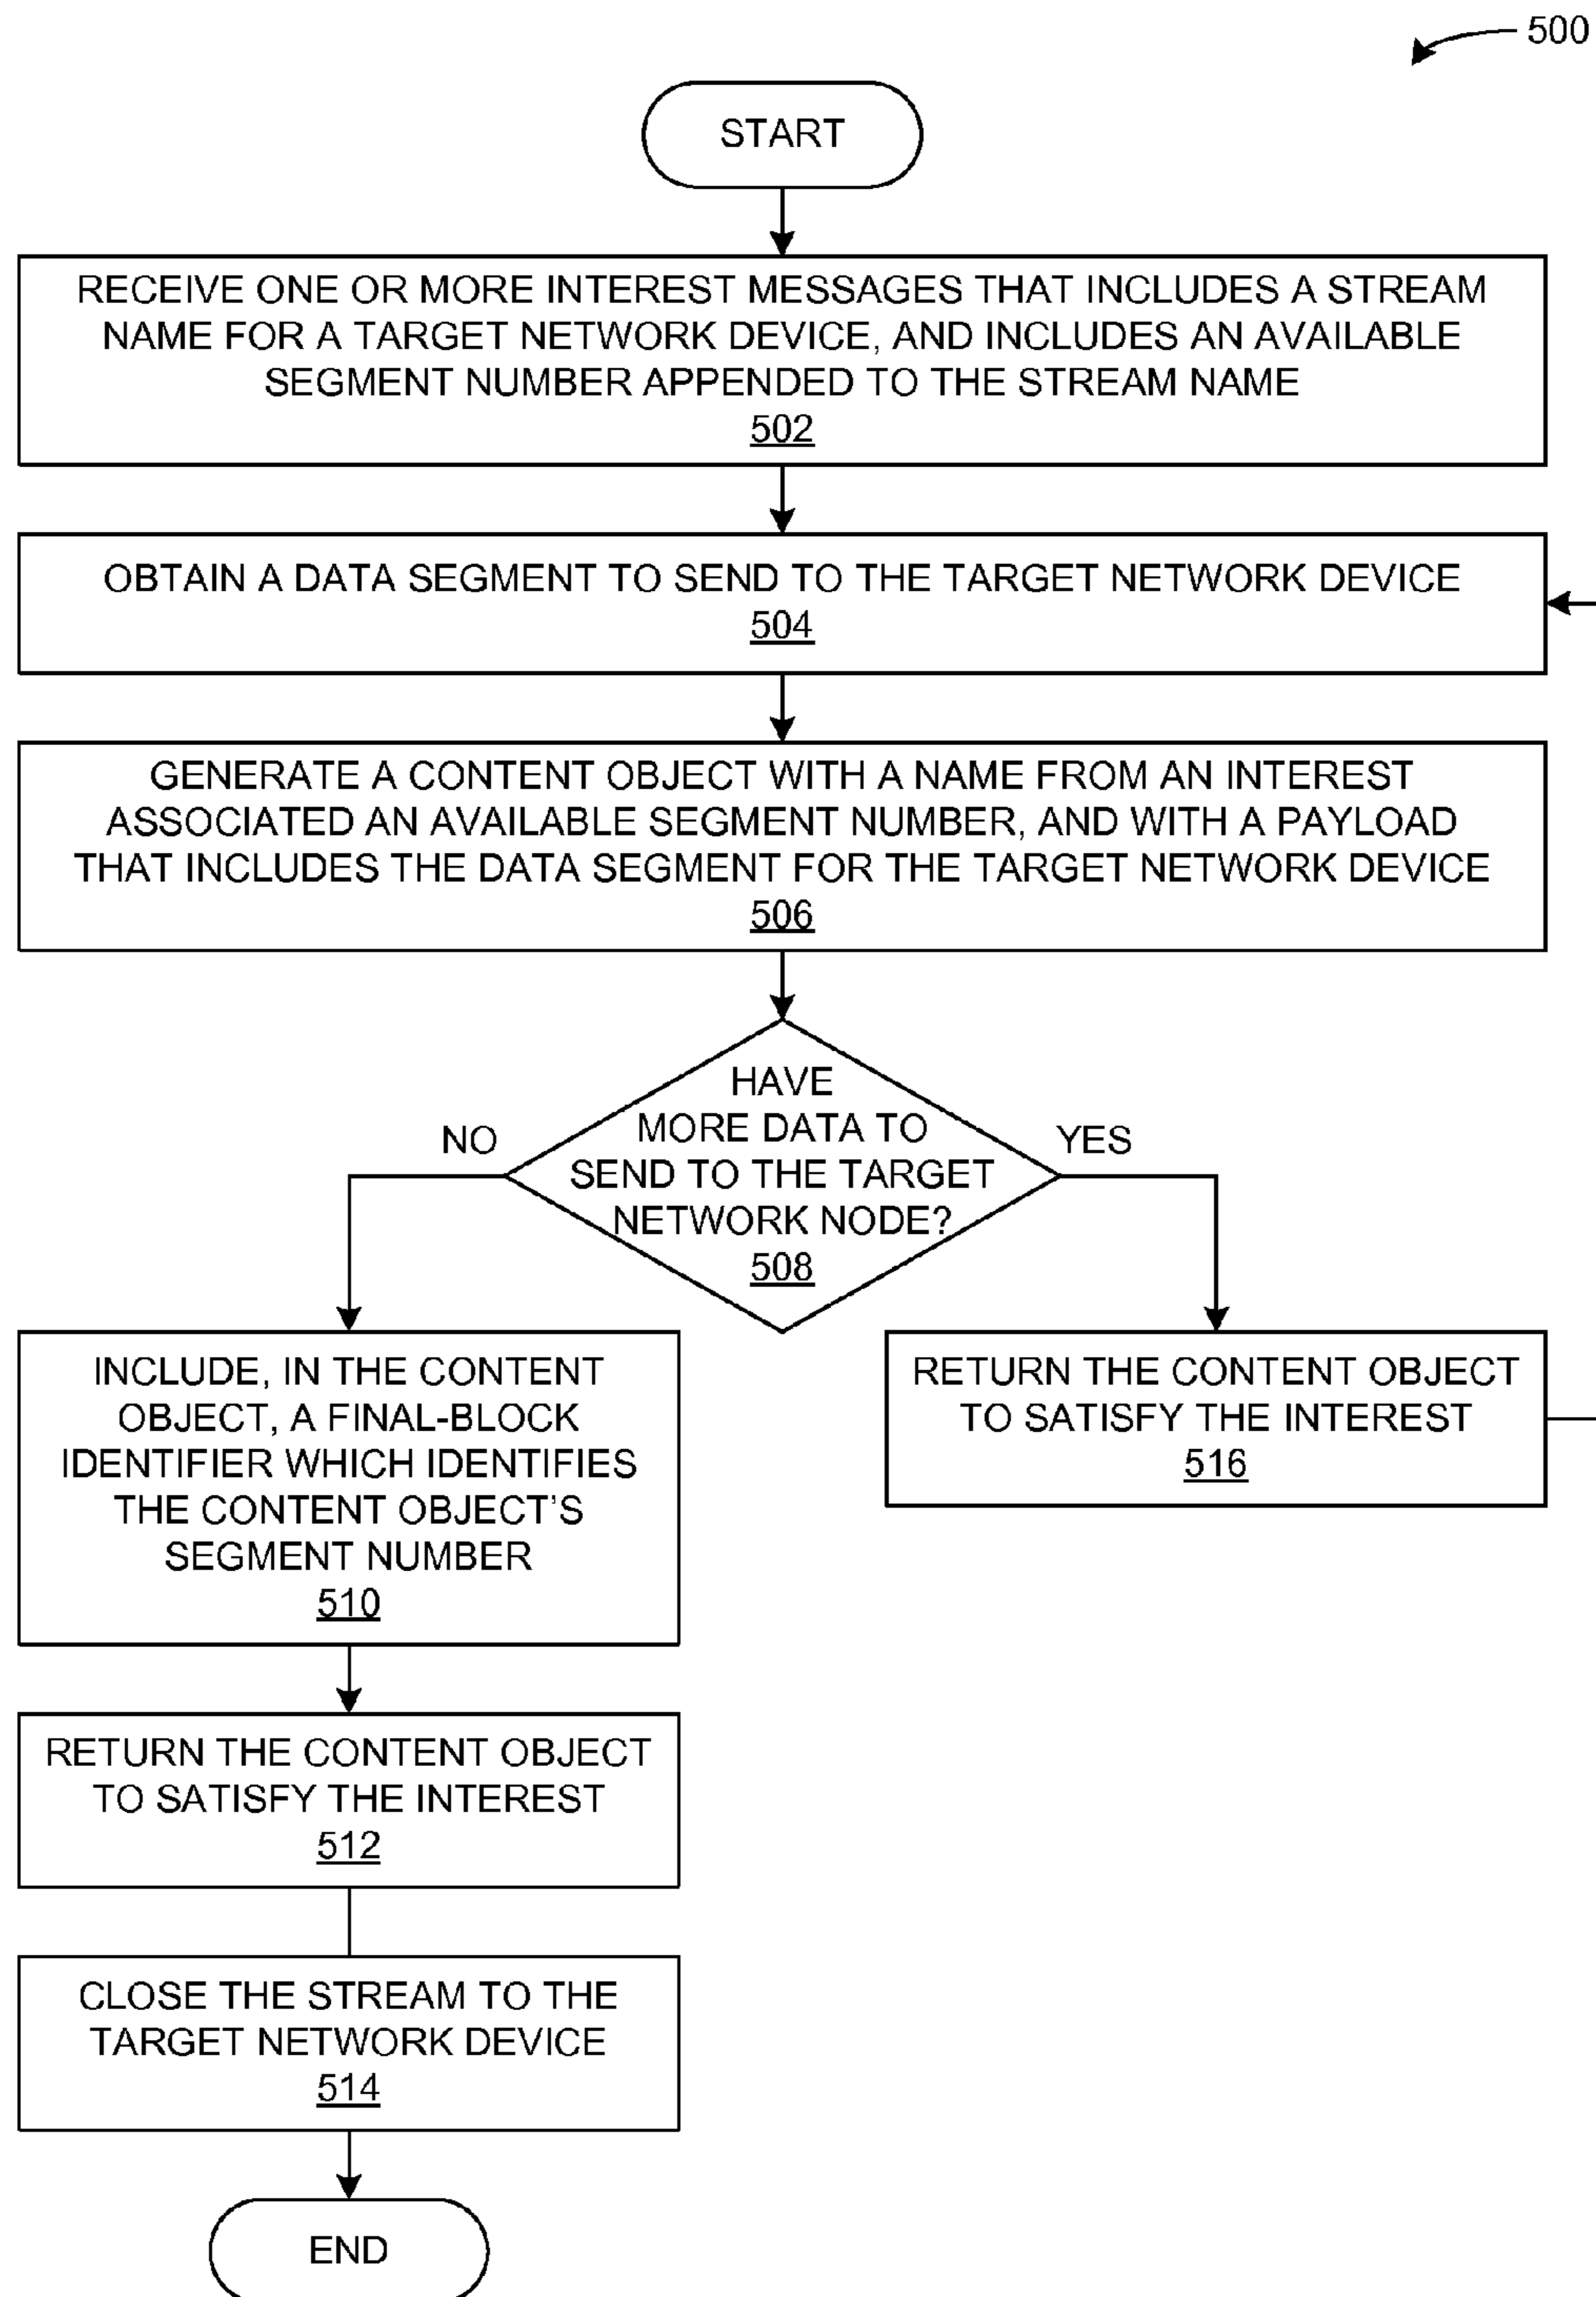 500
START
RECEIVE ONE OR MORE INTEREST MESSAGES THAT INCLUDES A STREAM
NAME FOR A TARGET NETWORK DEVICE, AND INCLUDES AN AVAILABLE
SEGMENT NUMBER APPENDED TO THE STREAM NAME
502
OBTAIN A DATA SEGMENT TO SEND TO THE TARGET NETWORK DEVICE
504
GENERATE A CONTENT OBJECT WITH A NAME FROM AN INTEREST
ASSOCIATED AN AVAILABLE SEGMENT NUMBER, AND WITH A PAYLOAD
THAT INCLUDES THE DATA SEGMENT FOR THE TARGET NETWORK DEVICE
506
HAVE
MORE DATA TO
SEND TO THE TARGET
NETWORK NODE?
508
NO
YES
INCLUDE, IN THE CONTENT
OBJECT, A FINAL-BLOCK
IDENTIFIER WHICH IDENTIFIES
THE CONTENT OBJECT'S
SEGMENT NUMBER
510
RETURN THE CONTENT OBJECT
TO SATISFY THE INTEREST
516
RETURN THE CONTENT OBJECT
TO SATISFY THE INTEREST
512
CLOSE THE STREAM TO THE
TARGET NETWORK DEVICE
514
END